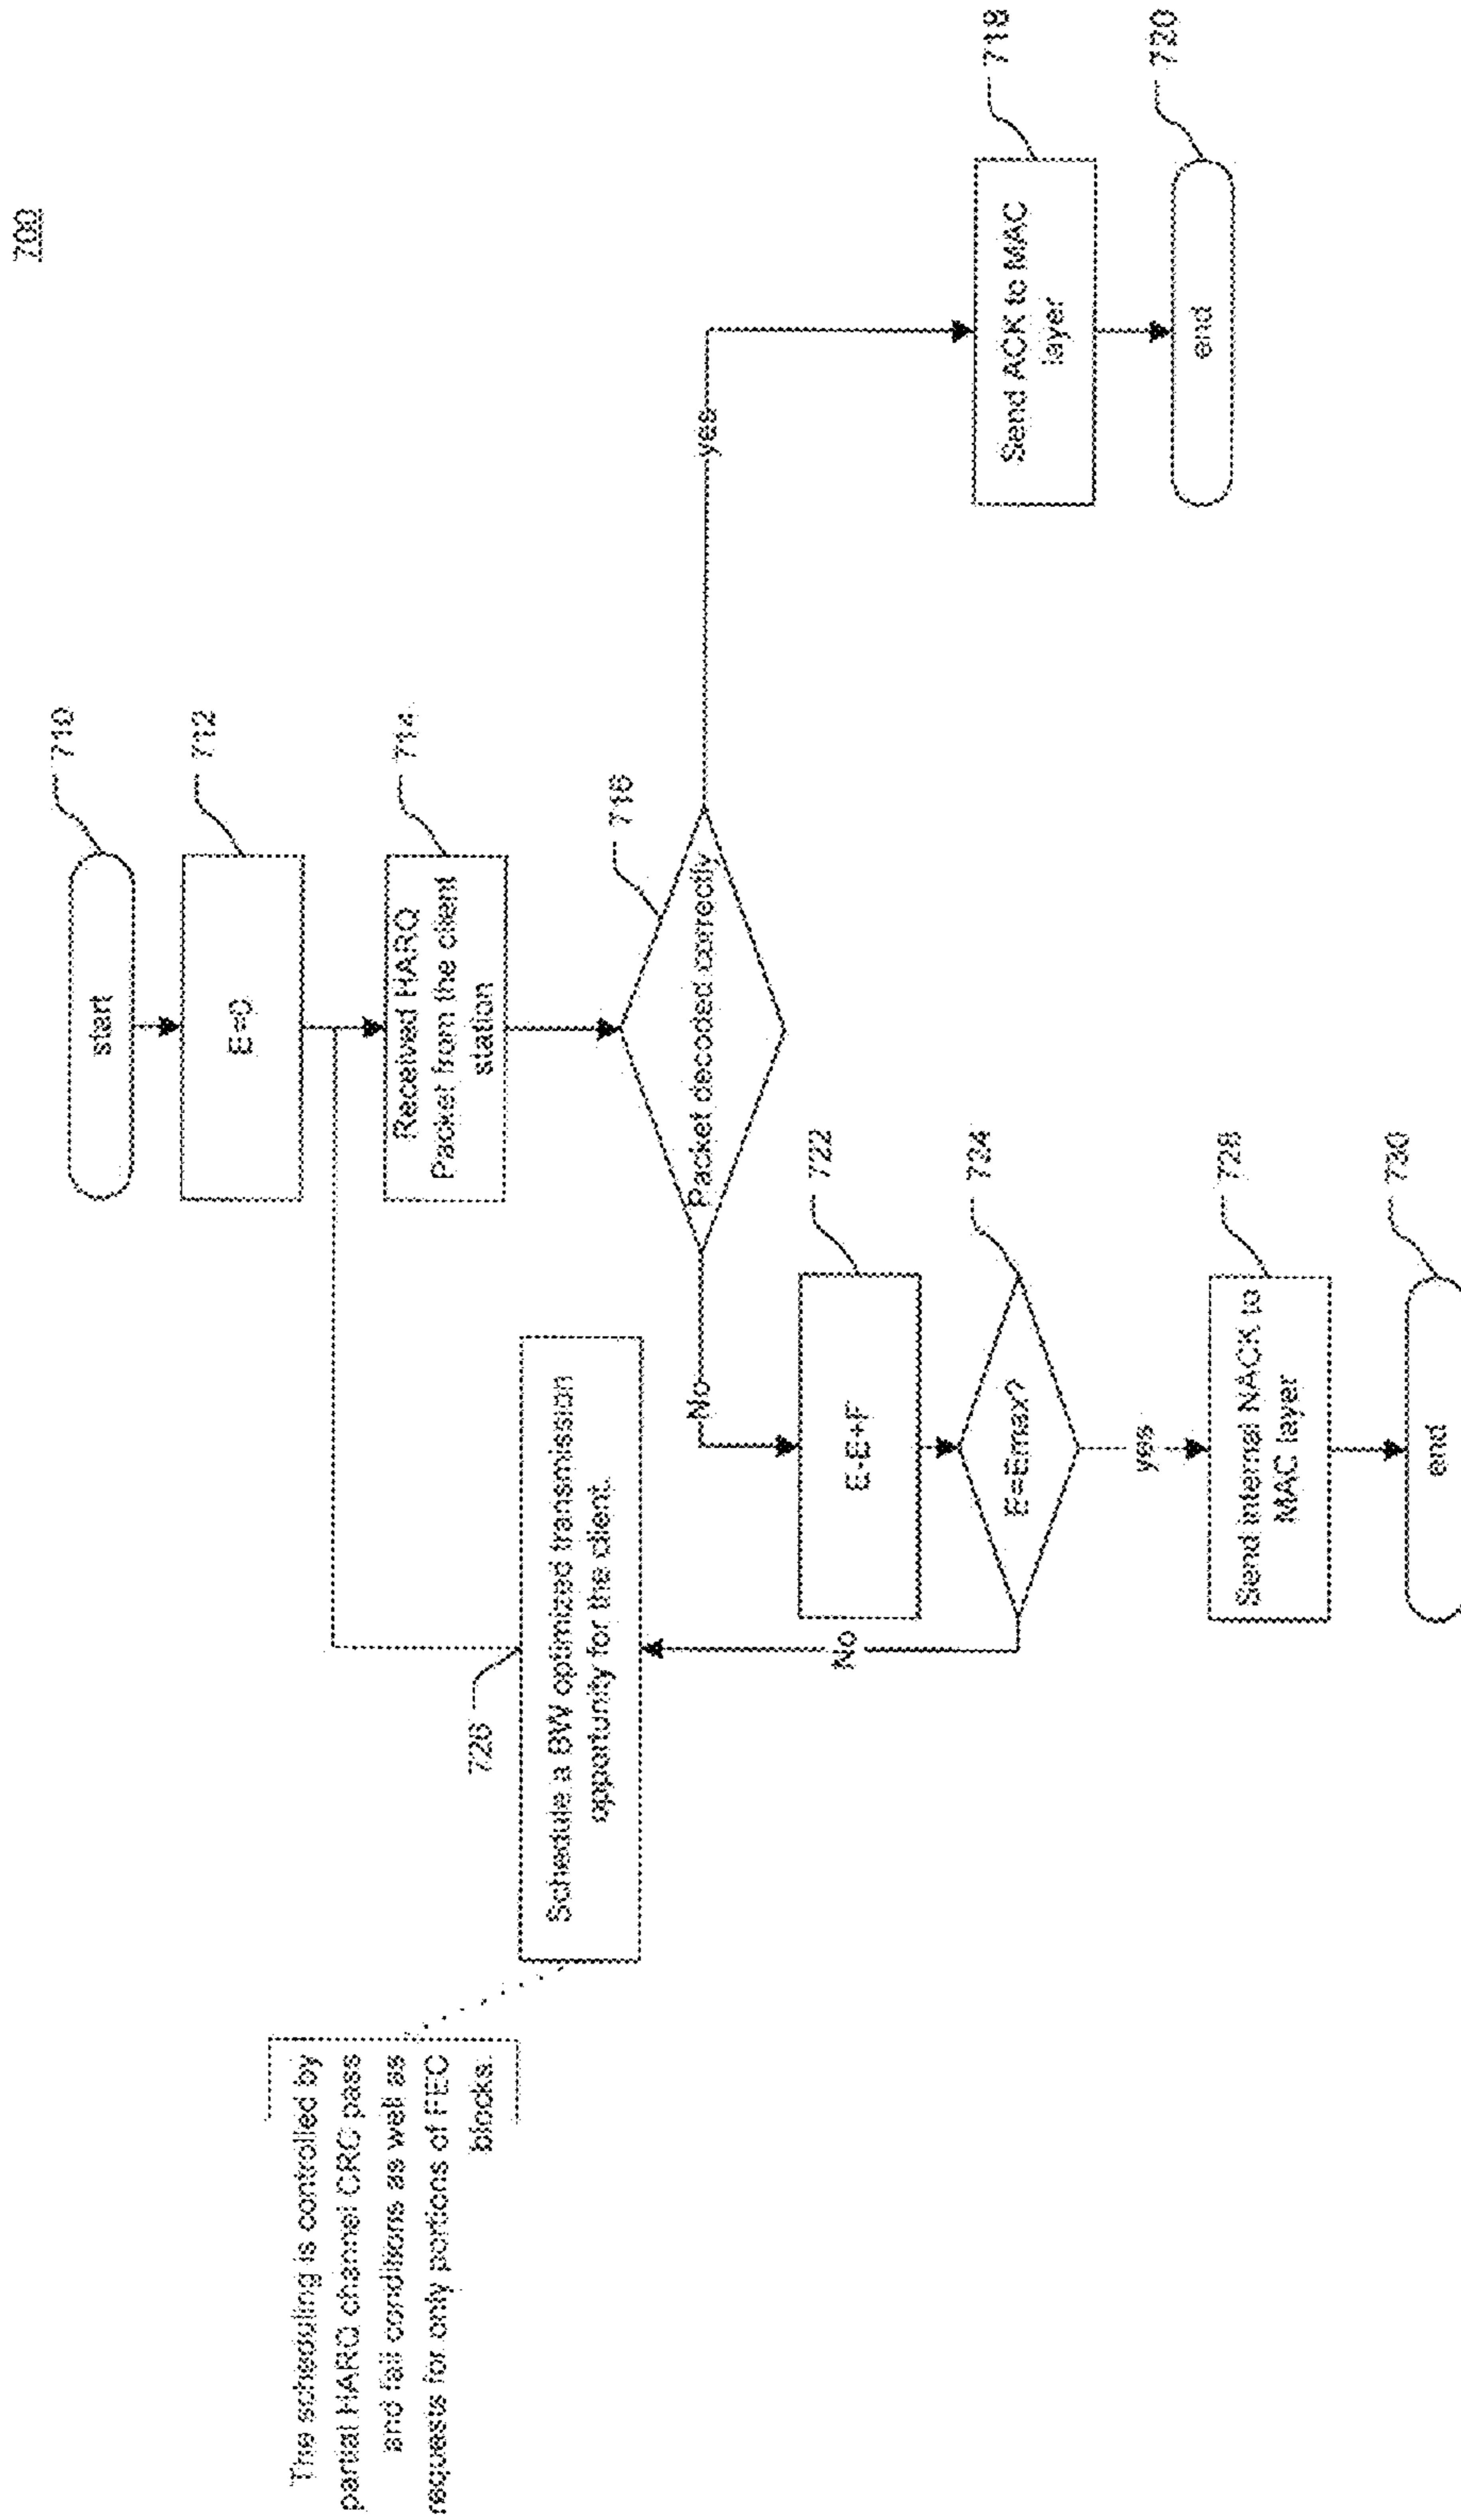 700
start
710
E=0
712
Received HARQ
Packet from the client
station
714
Packet decoded correctly
716
yes
Send ACK to MAC
layer
718
end
720
No
722
E=Emax?
724
No
Schedule a BW optimized transmission
opportunity for the client.
726
The scheduling is controlled by
partial HARQ channel CRC pass
and fail conditions as well as
requests for only portions of FEC
blocks.
yes
Send internal NACK to
MAC layer
728
end
730